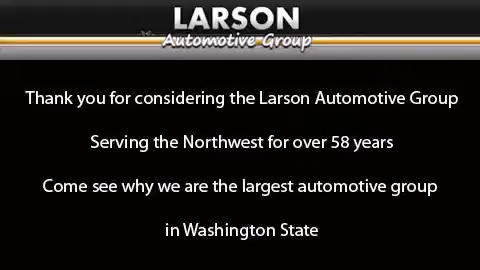 LARSON
Automotive Group
Thank you for considering the Larson Automotive Group
Serving the Northwest for over 58 years
Come see why we are the largest automotive group
in Washington State